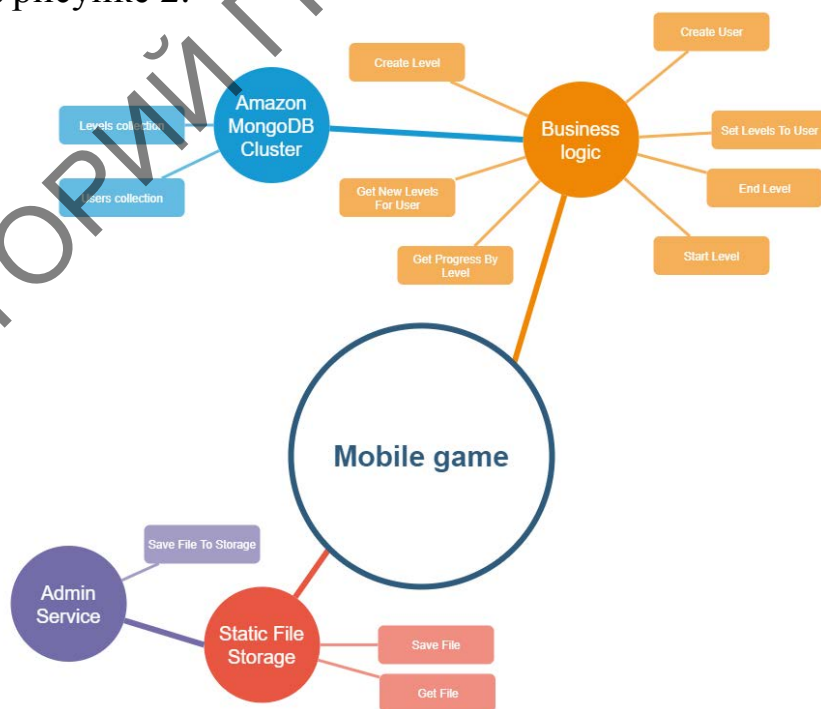 рисунке 2.
Create User
Create Level
Amazon
MongoDB
Cluster
Business
logic
Levels collection
Set Levels To User
Users collection
Get New Levels
For User
End Level
Get Progress By
Level
Start Level
Mobile game
Save File To Storage
Admin
Service
Static File
Storage
Save File
Get File